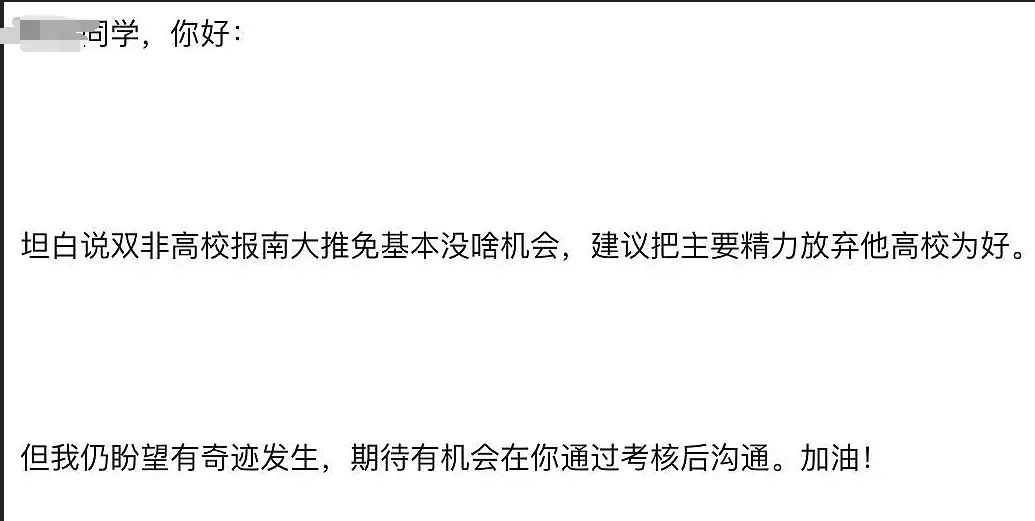 同学，你好：
坦白说双非高校报南大推免基本没啥机会，建议把主要精力放弃他高校为好。
但我仍盼望有奇迹发生，期待有机会在你通过考核后沟通。加油！